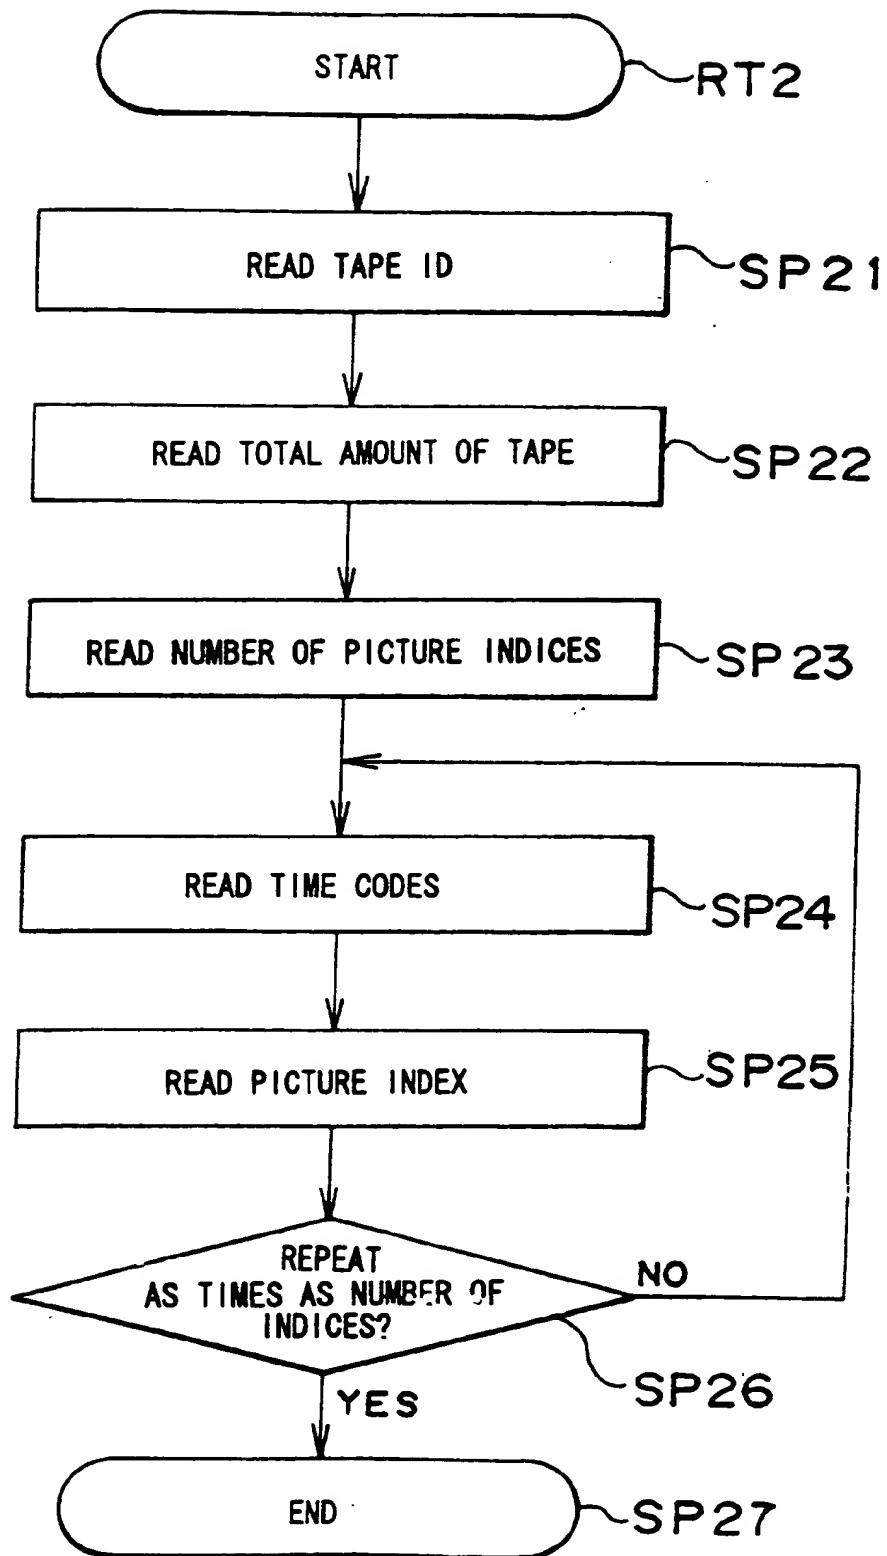 START
RT2
READ TAPE ID
SP21
READ TOTAL AMOUNT OF TAPE
SP22
READ NUMBER OF PICTURE INDICES
SP23
READ TIME CODES
SP24
READ PICTURE INDEX
SP25
REPEAT
AS TIMES AS NUMBER OF
INDICES?
NO
SP26
YES
END
SP27